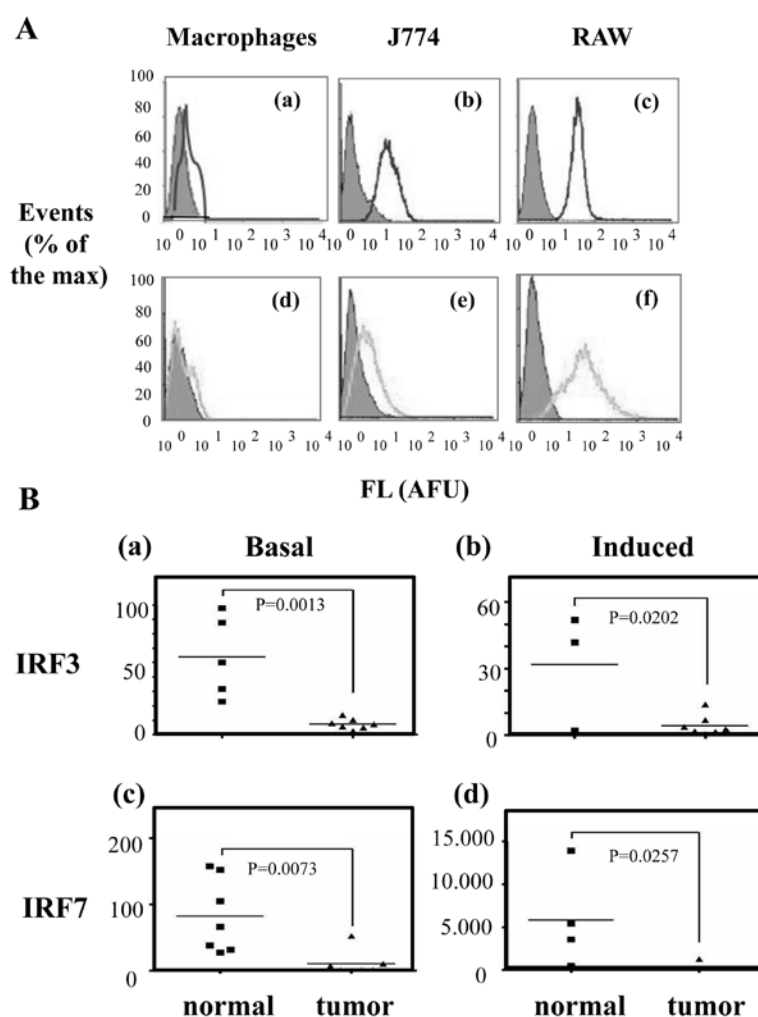 A
Macrophages J774 RAW
Events
(% of
the max)
100
80
60
40
20
0
(a) (b) (c)
10 0 10 1 10 2 10 3 10 4 10 0 10 1 10 2 10 3 10 4 10 0 10 1 10 2 10 3 10 4
100
80
60
40
20
0
(d) (e) (f)
10 0 10 1 10 2 10 3 10 4 10 0 10 1 10 2 10 3 10 4 10 0 10 1 10 2 10 3 10 4
FL (AFU)
B
(a) Basal (b) Induced
IRF3
100
50
0
P=0.0013
60
30
0
P=0.0202
(c) (d)
IRF7
200
100
0
P=0.0073
15.000
10.000
5.000
0
P=0.0257
normal tumor normal tumor